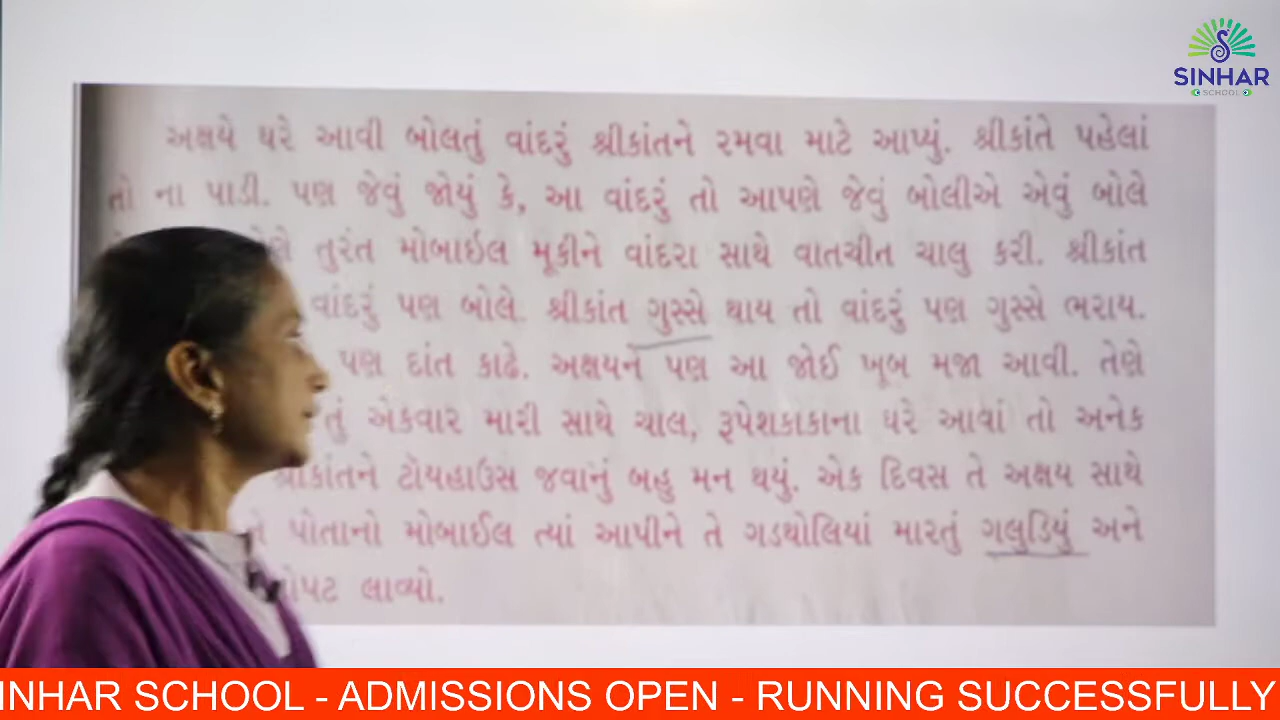 SINHAR
SCHOOL
અક્ષયે ઘરે આવી બોલતું વાંદરું શ્રીકાંતને રમવા માટે આપ્યું. શ્રીકાંતે પહેલાં
તો ના પાડી. પણ જેવું જોયું કે, આ વાંદરું તો આપણે જેવું બોલીએ એવું બોલે
તુરંત મોબાઇલ મૂકીને વાંદરા સાથે વાતચીત ચાલુ કરી. શ્રીકાંત
વાંદરું પણ બોલે. શ્રીકાંત ગુસ્સે થાય તો વાંદરું પણ ગુસ્સે ભરાય.
પણ દાંત કાઢે. અક્ષયને પણ આ જોઈ ખૂબ મજા આવી. તેણે
તું એકવાર મારી સાથે ચાલ, રૂપેશકાકાના ઘરે આવાં તો અનેક
શ્રીકાંતને ટૉયહાઉસ જવાનું બહુ મન થયું. એક દિવસ તે અક્ષય સાથે
પોતાનો મોબાઈલ ત્યાં આપીને તે ગડથોલિયાં મારતું ગલુડિયું અને
લાવ્યો.
INHAR SCHOOL - ADMISSIONS OPEN - RUNNING SUCCESSFULLY